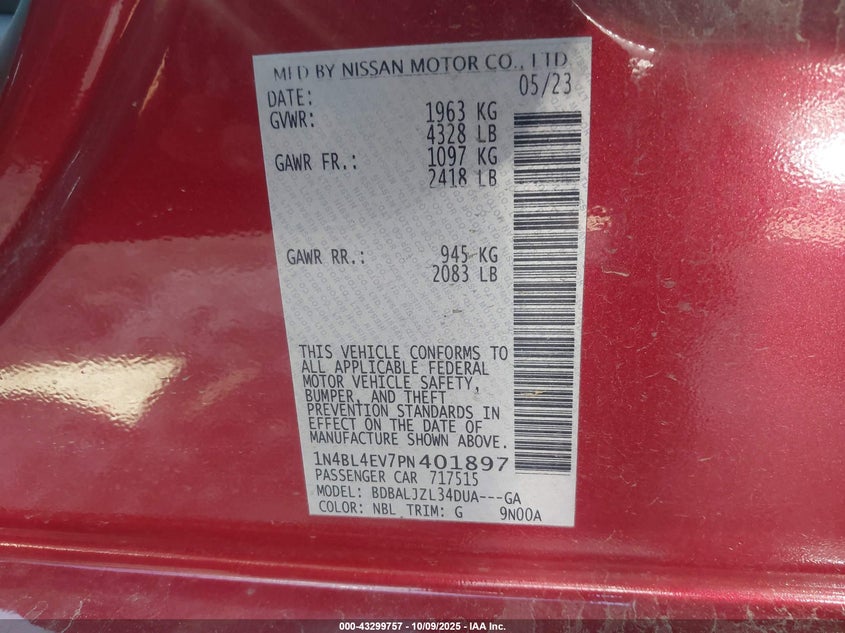 MFD BY NISSAN MOTOR CO., LTD
DATE: 05/23
GVWR: 1963 KG
4328 LB
GAWR FR.: 1097 KG
2418 LB
GAWR RR.: 945 KG
2083 LB
THIS VEHICLE CONFORMS TO
ALL APPLICABLE FEDERAL
MOTOR VEHICLE SAFETY,
BUMPER, AND THEFT
PREVENTION STANDARDS IN
EFFECT ON THE DATE OF
MANUFACTURE SHOWN ABOVE.
1N4BL4EV7PN401897
PASSENGER CAR 717515
MODEL: BDBALJZL34DUA---GA
COLOR: NBL TRIM: G 9N00A
000-43299757 - 10/09/2025 - IAA Inc.